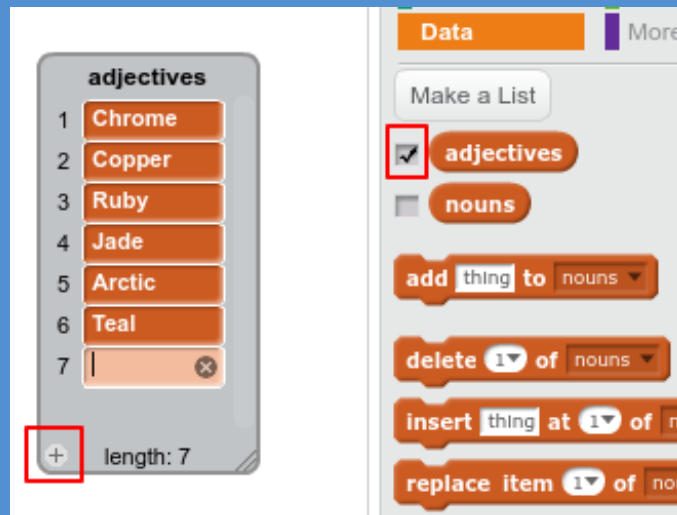 adjectives
1 Chrome
2 Copper
3 Ruby
4 Jade
5 Arctic
6 Teal
7
+ length: 7
Data
More
Make a List
adjectives
nouns
add thing to nouns
delete 1 of nouns
insert thing at 1 of
replace item 1 of